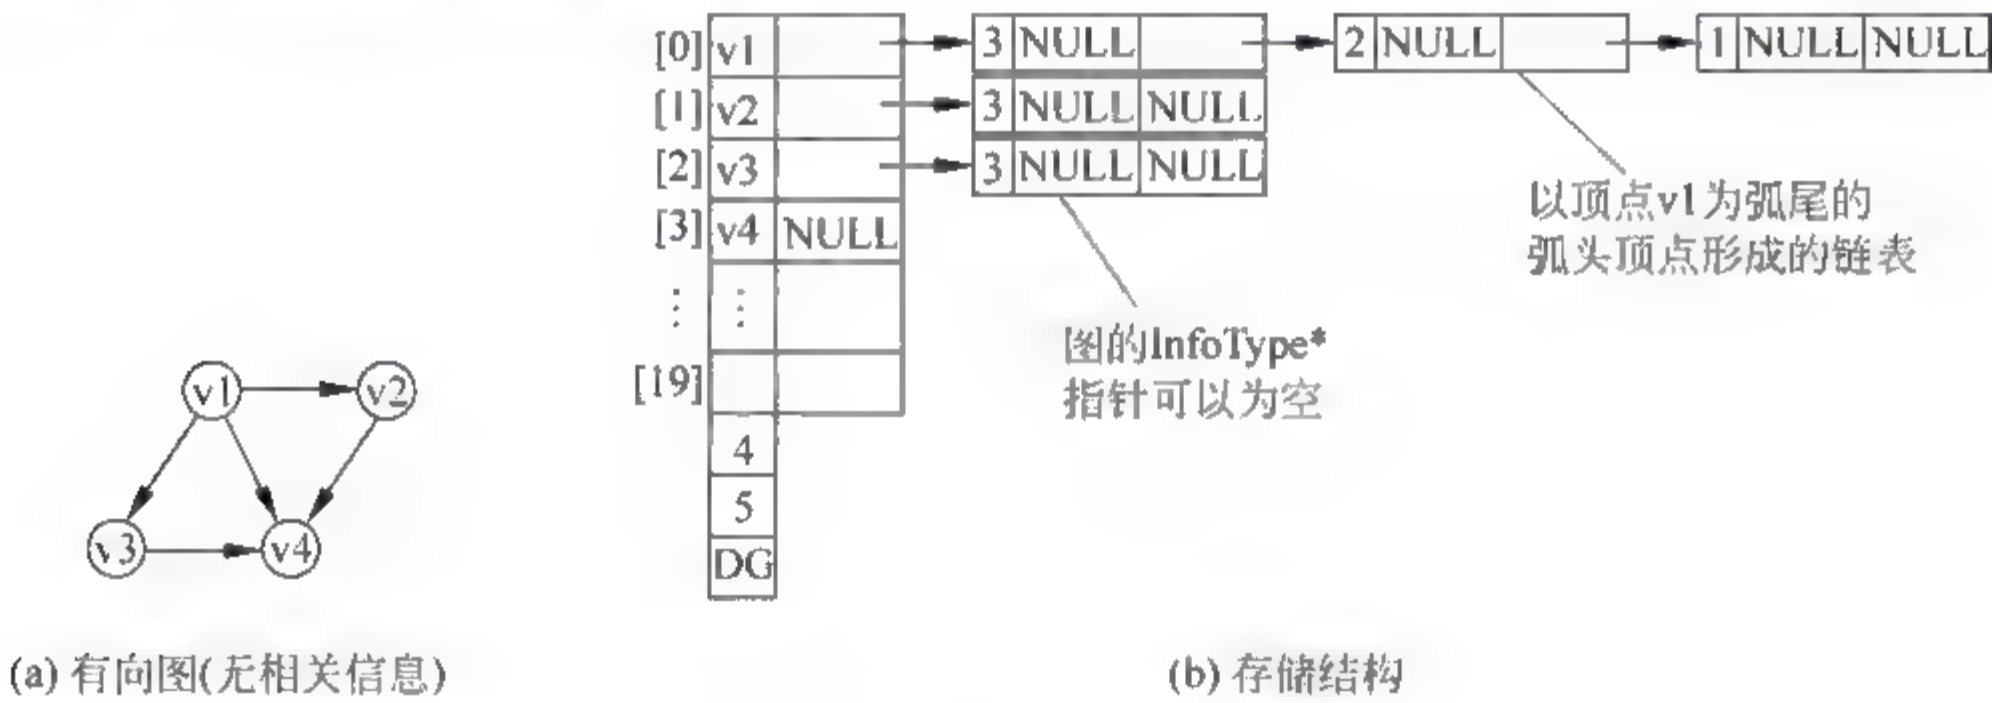 [0] v1 3 NULL 2 NULL 1 NULL NULL
[1] v2 3 NULL NULL
[2] v3 3 NULL NULL
[3] v4 NULL
⋮ ⋮
[19]
4
5
DG
以顶点v1为弧尾的
弧头顶点形成的链表
图的InfoType*
指针可以为空
v1 v2
v3 v4
(a) 有向图(无相关信息)
(b) 存储结构